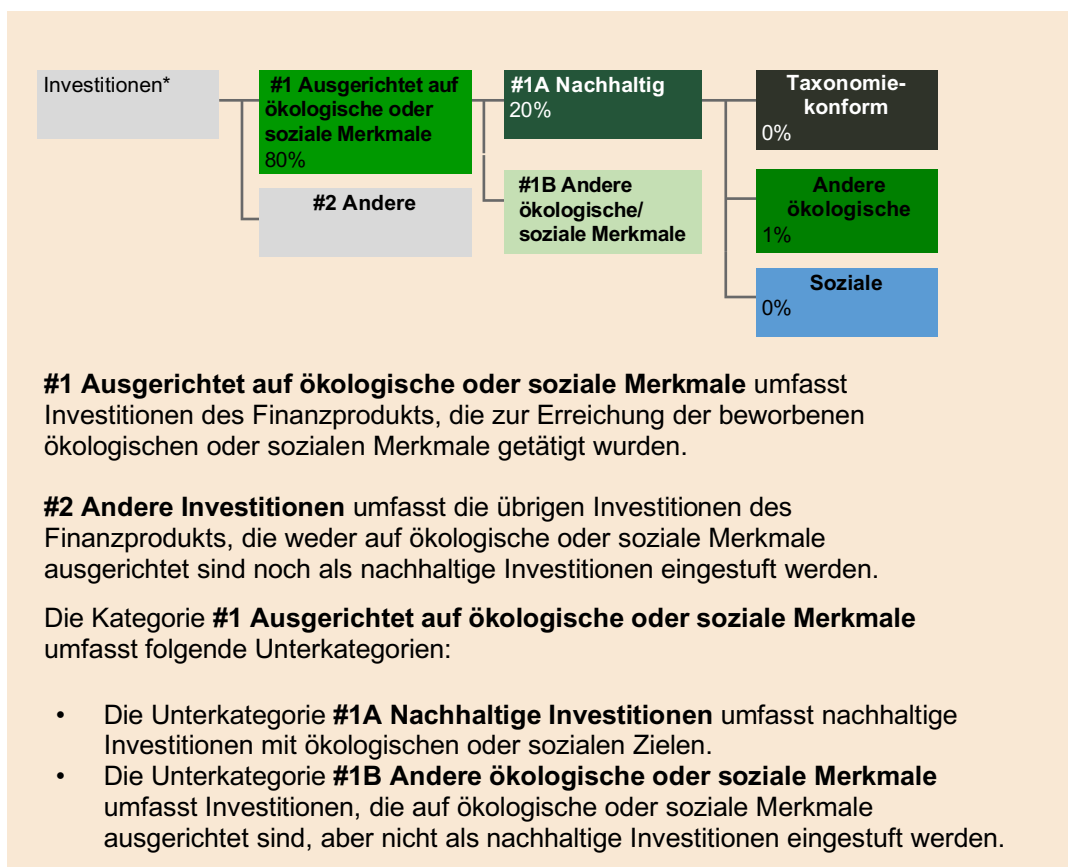 Investitionen*
#1 Ausgerichtet auf
ökologische oder
soziale Merkmale
80%
#2 Andere
#1A Nachhaltig
20%
#1B Andere
ökologische/
soziale Merkmale
Taxonomie-
konform
0%
Andere
ökologische
1%
Soziale
0%
#1 Ausgerichtet auf ökologische oder soziale Merkmale umfasst
Investitionen des Finanzprodukts, die zur Erreichung der beworbenen
ökologischen oder sozialen Merkmale getätigt wurden.
#2 Andere Investitionen umfasst die übrigen Investitionen des
Finanzprodukts, die weder auf ökologische oder soziale Merkmale
ausgerichtet sind noch als nachhaltige Investitionen eingestuft werden.
Die Kategorie #1 Ausgerichtet auf ökologische oder soziale Merkmale
umfasst folgende Unterkategorien:
• Die Unterkategorie #1A Nachhaltige Investitionen umfasst nachhaltige
Investitionen mit ökologischen oder sozialen Zielen.
• Die Unterkategorie #1B Andere ökologische oder soziale Merkmale
umfasst Investitionen, die auf ökologische oder soziale Merkmale
ausgerichtet sind, aber nicht als nachhaltige Investitionen eingestuft werden.